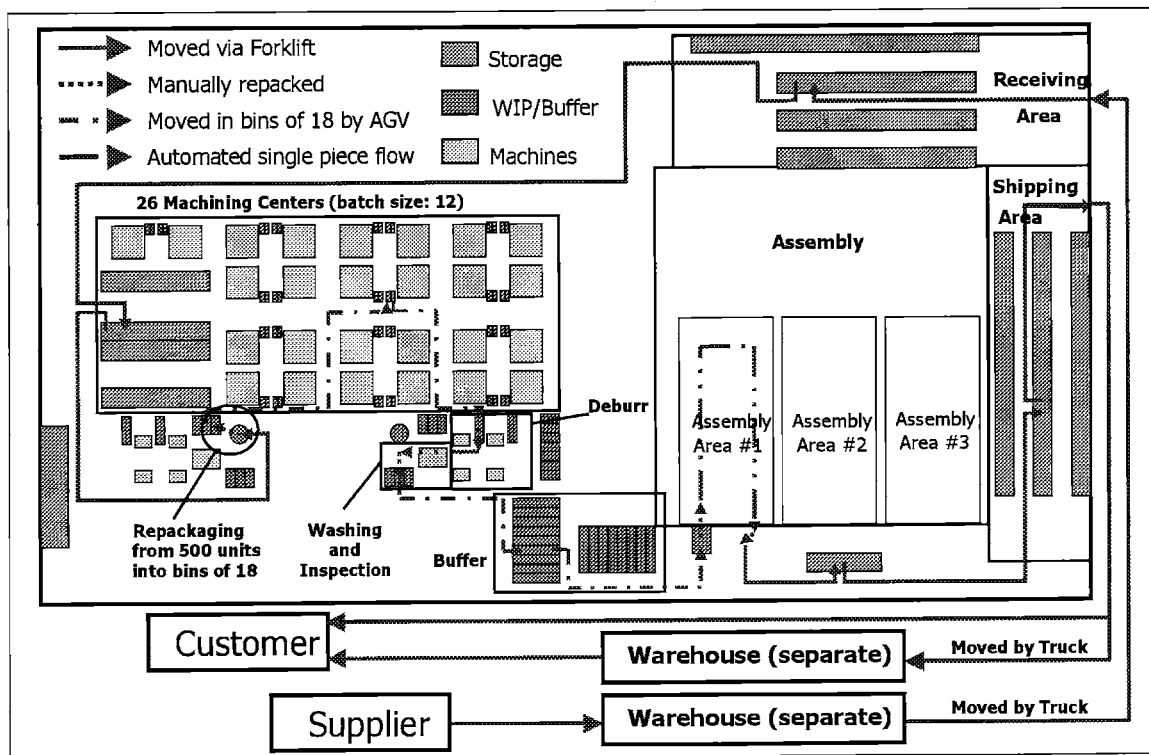 Moved via Forklift
Manually repacked
Moved in bins of 18 by AGV
Automated single piece flow
Storage
WIP/Buffer
Machines
Receiving
Area
Shipping
Area
26 Machining Centers (batch size: 12)
Assembly
Deburr
Assembly
Area #1
Assembly
Area #2
Assembly
Area #3
Repackaging
from 500 units
into bins of 18
Washing
and
Inspection
Buffer
Customer
Warehouse (separate)
Moved by Truck
Supplier
Warehouse (separate)
Moved by Truck